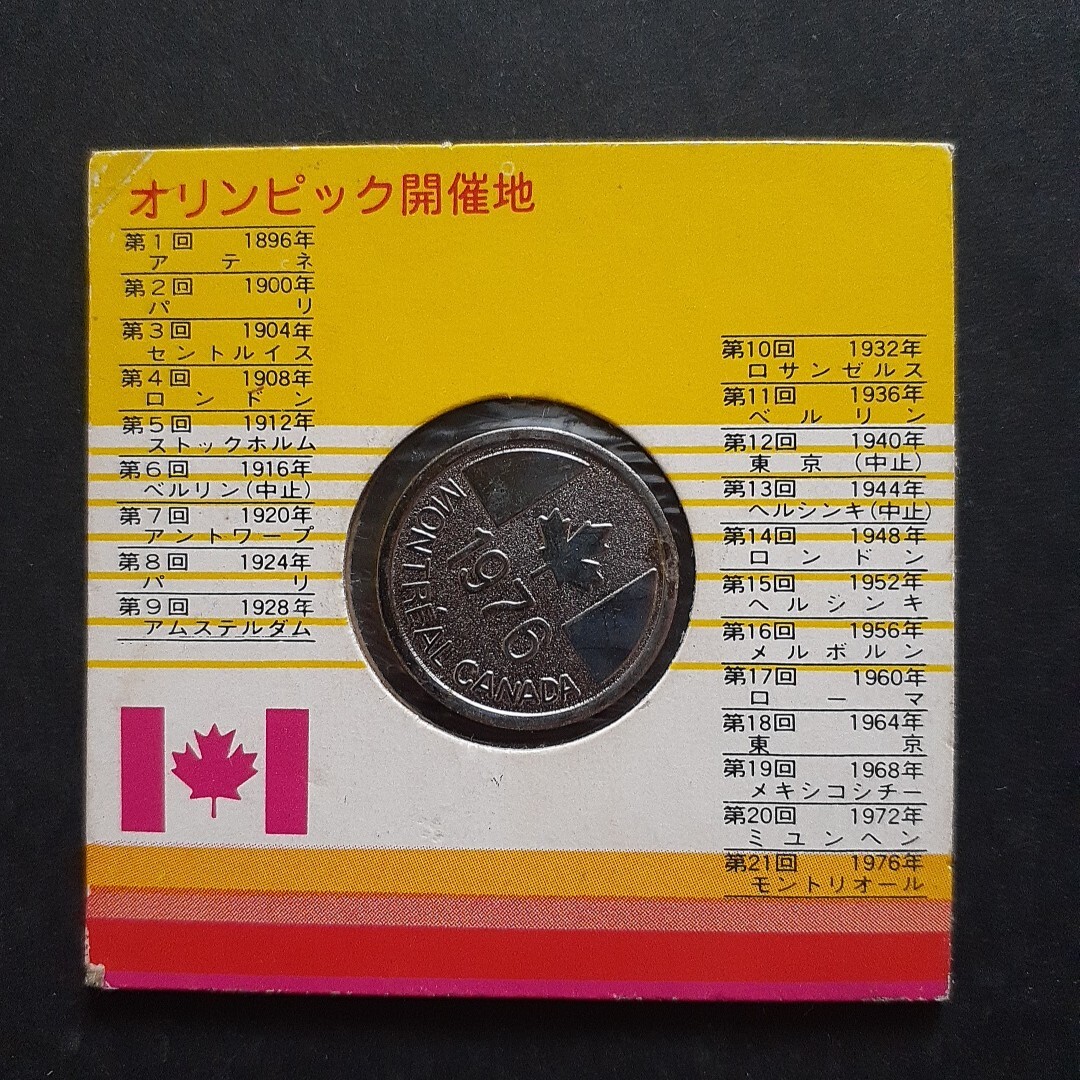 オリンピック開催地
第1回 1896年
アテネ
第2回 1900年
パリ
第3回 1904年
セントルイス
第4回 1908年
ロンドン
第5回 1912年
ストックホルム
第6回 1916年
ベルリン(中止)
第7回 1920年
アントワープ
第8回 1924年
パリ
第9回 1928年
アムステルダム
第10回 1932年
ロサンゼルス
第11回 1936年
ベルリン
第12回 1940年
東京(中止)
第13回 1944年
ヘルシンキ(中止)
第14回 1948年
ロンドン
第15回 1952年
ヘルシンキ
第16回 1956年
メルボルン
第17回 1960年
ローマ
第18回 1964年
東京
第19回 1968年
メキシコシチー
第20回 1972年
ミユンヘン
第21回 1976年
モントリオール
1976
MONTRÉAL CANADA